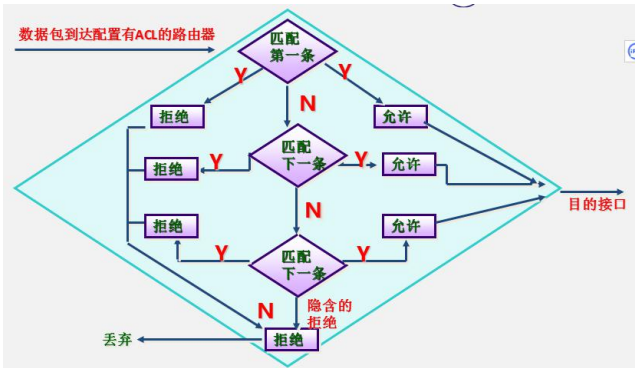 数据包到达配置有ACL的路由器
匹配
第一条
Y
Y
拒绝
N
允许
匹配
下一条
拒绝
Y
Y
允许
N
拒绝
允许
Y
匹配
下一条
Y
N
隐含的
拒绝
丢弃
拒绝
目的接口